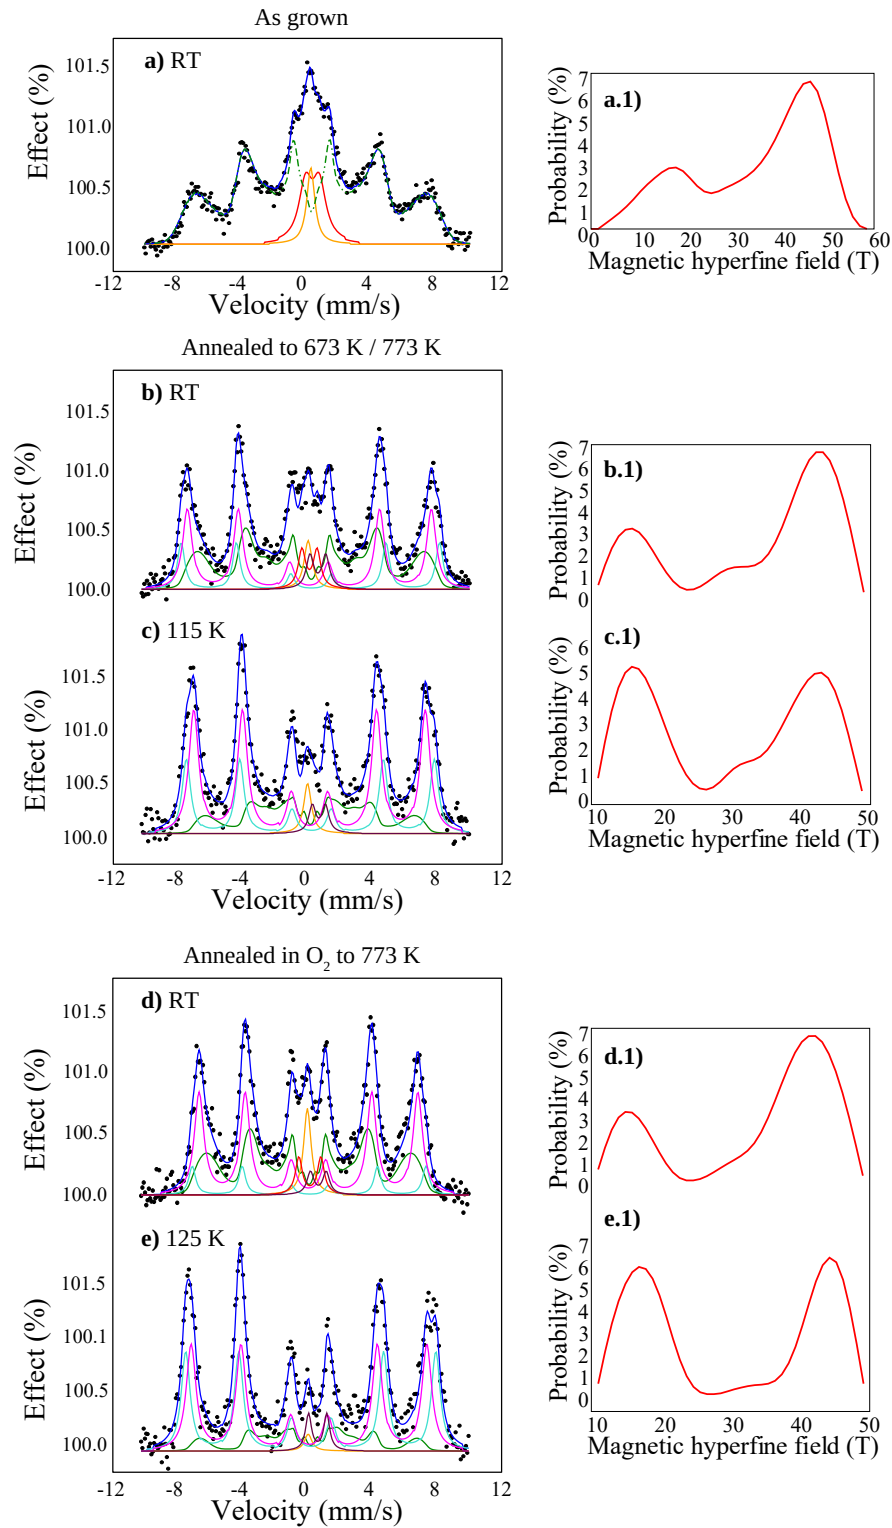 As grown
a) RT
Effect (%)
101.5
101.0
100.5
100.0
-12 -8 -4 0 4 8 12
Velocity (mm/s)
a.1)
Probability (%)
7
6
5
4
3
2
1
0
0 10 20 30 40 50 60
Magnetic hyperfine field (T)
Annealed to 673 K / 773 K
b) RT
Effect (%)
101.5
101.0
100.5
100.0
b.1)
Probability (%)
7
6
5
4
3
2
1
0
c) 115 K
Effect (%)
101.5
101.0
100.5
100.0
-12 -8 -4 0 4 8 12
Velocity (mm/s)
c.1)
Probability (%)
6
5
4
3
2
1
0
10 20 30 40 50
Magnetic hyperfine field (T)
Annealed in O2 to 773 K
d) RT
Effect (%)
101.5
101.0
100.5
100.0
d.1)
Probability (%)
7
6
5
4
3
2
1
0
e) 125 K
Effect (%)
101.5
100.1
100.5
100.0
-12 -8 -4 0 4 8 12
Velocity (mm/s)
e.1)
Probability (%)
7
6
5
4
3
2
1
0
10 20 30 40 50
Magnetic hyperfine field (T)